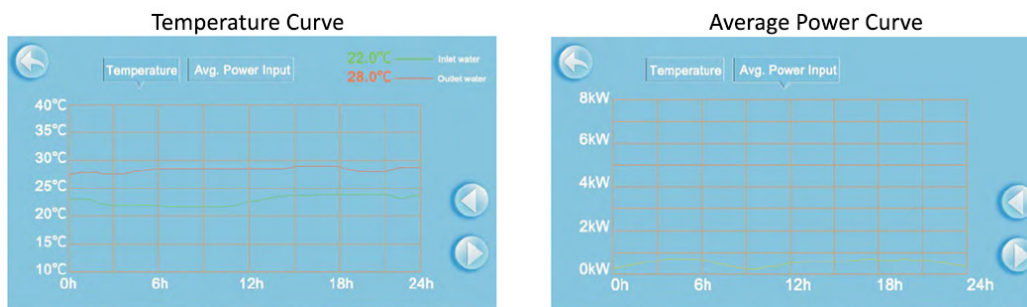 Temperature Curve
Temperature
Avg. Power Input
22.0°C
Inlet water
28.0°C
Outlet water
40°C
35°C
30°C
25°C
20°C
15°C
10°C
0h
6h
12h
18h
24h
Average Power Curve
Temperature
Avg. Power Input
8kW
6kW
4kW
2kW
0kW
0h
6h
12h
18h
24h